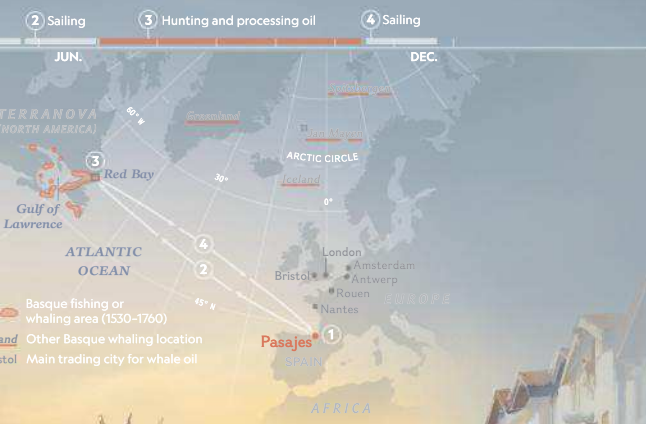 2 Sailing
3 Hunting and processing oil
4 Sailing
JUN.
DEC.
TERRANOVA
(NORTH AMERICA)
60° N
Greenland
Jan Mayen
ARCTIC CIRCLE
3
Red Bay
30°
Iceland
0°
Gulf of
Lawrence
ATLANTIC
OCEAN
4
2
London
Bristol
Amsterdam
Antwerp
Rouen
45° N
Nantes
EUROPE
Basque fishing or
whaling area (1530–1760)
and Other Basque whaling location
stol Main trading city for whale oil
Pasajes
1
SPAIN
AFRICA